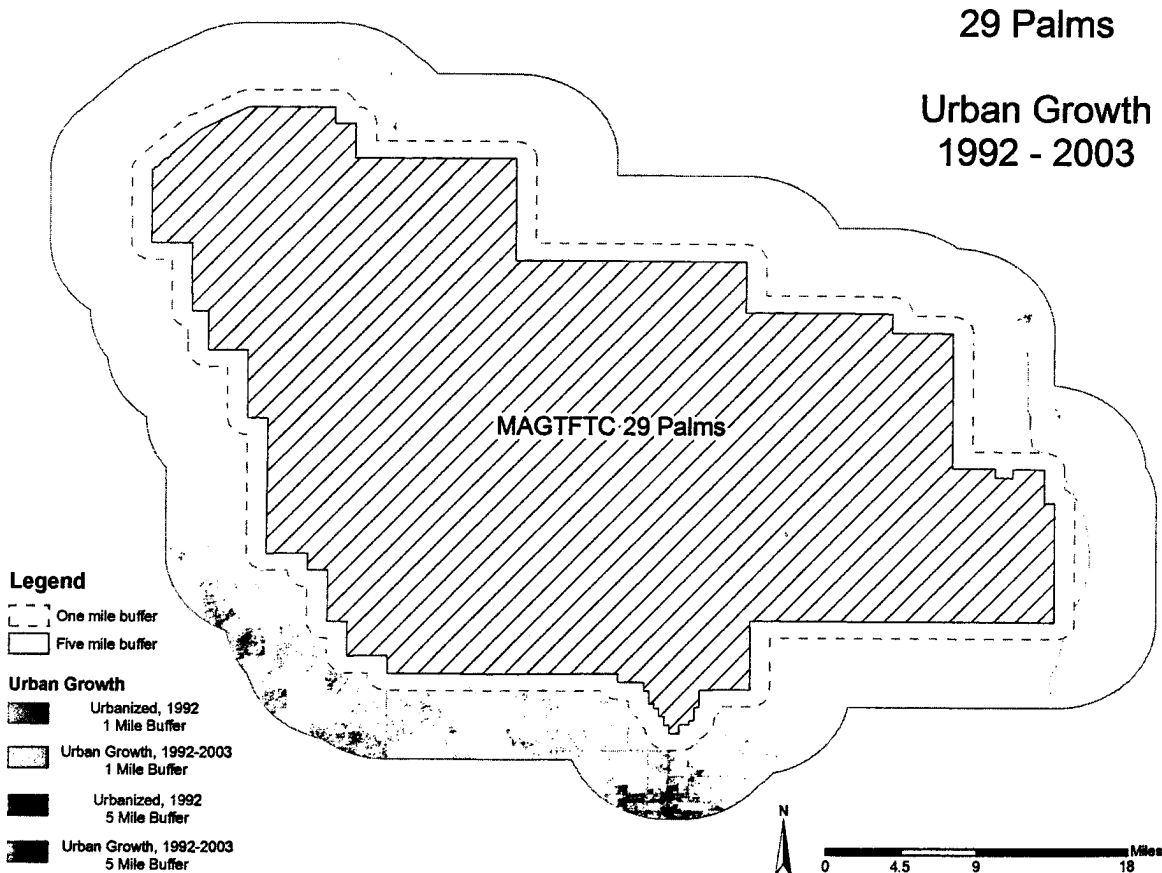 29 Palms
Urban Growth
1992 - 2003
MAGTFTC 29 Palms
Legend
One mile buffer
Five mile buffer
Urban Growth
Urbanized, 1992
1 Mile Buffer
Urban Growth, 1992-2003
1 Mile Buffer
Urbanized, 1992
5 Mile Buffer
Urban Growth, 1992-2003
5 Mile Buffer
N
Miles
0 4.5 9 18